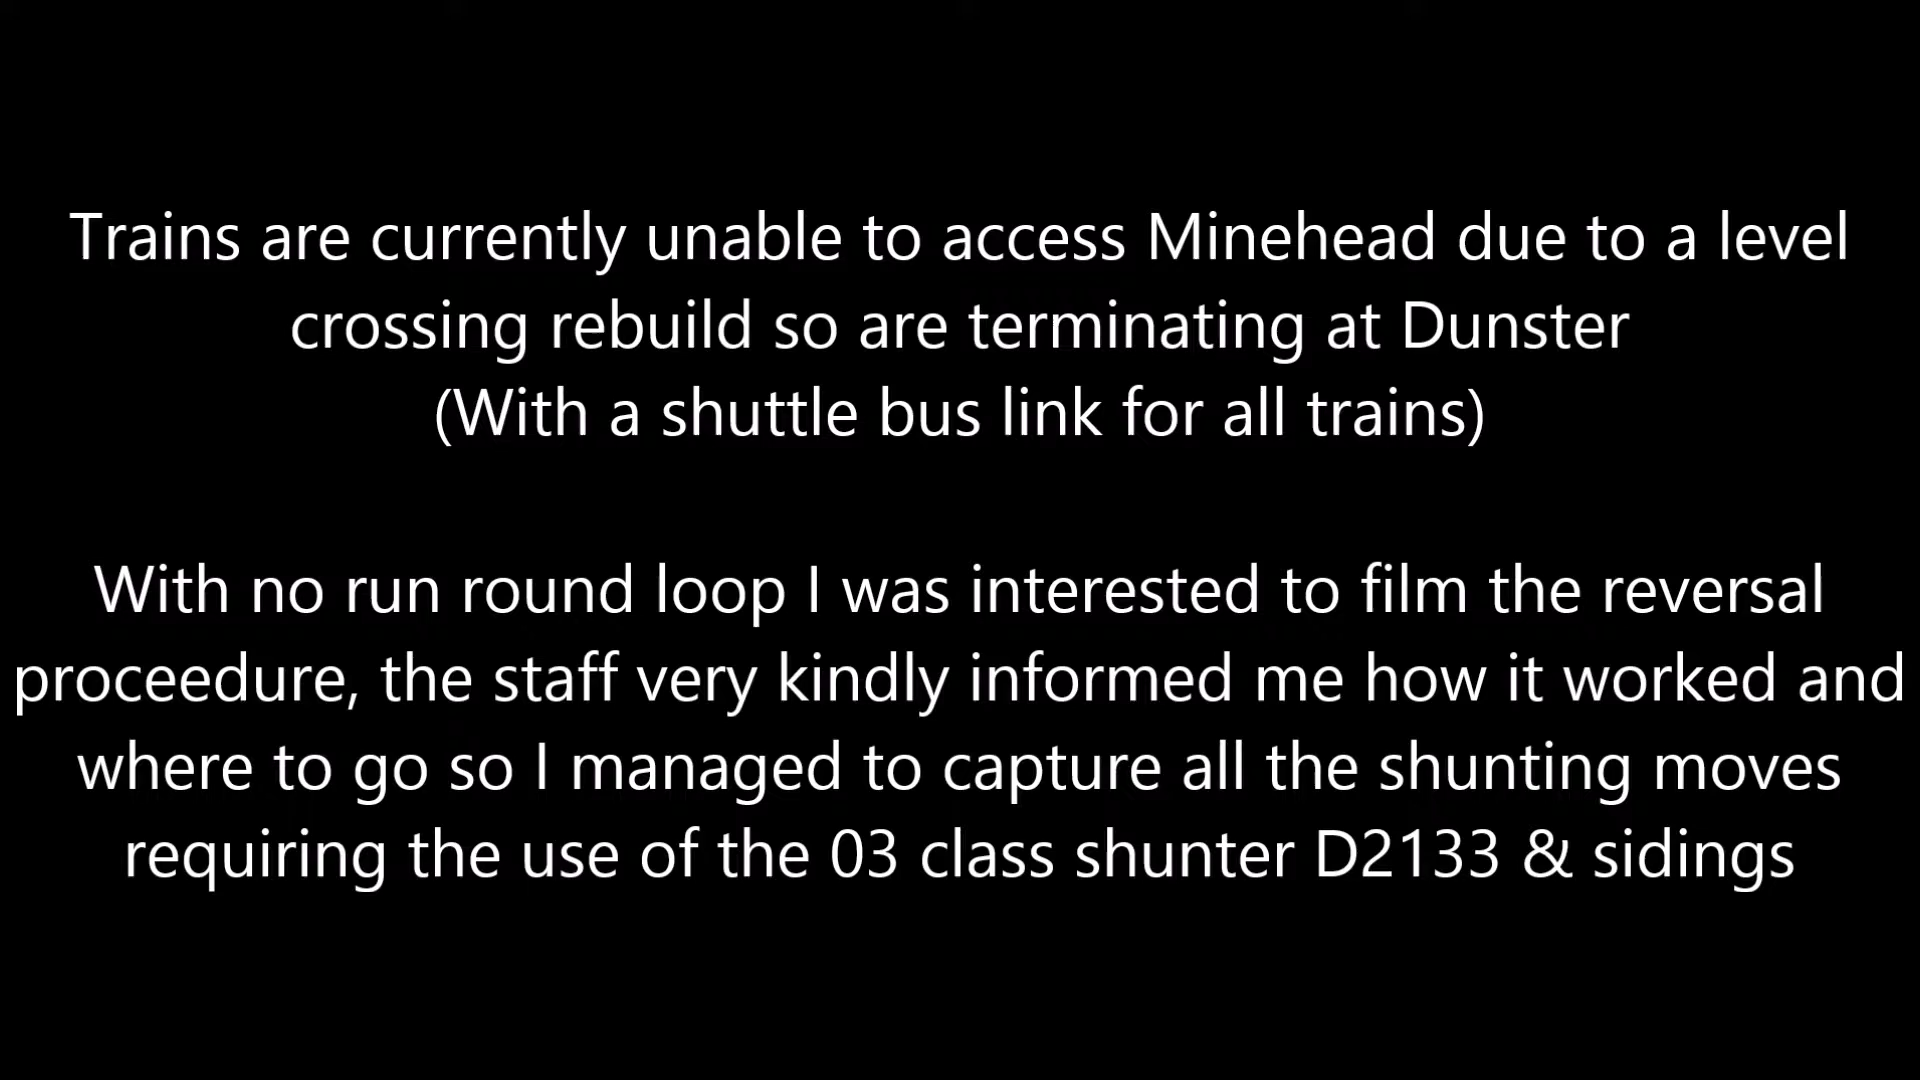 Trains are currently unable to access Minehead due to a level
crossing rebuild so are terminating at Dunster
(With a shuttle bus link for all trains)
With no run round loop I was interested to film the reversal
proceedure, the staff very kindly informed me how it worked and
where to go so I managed to capture all the shunting moves
requiring the use of the 03 class shunter D2133 & sidings